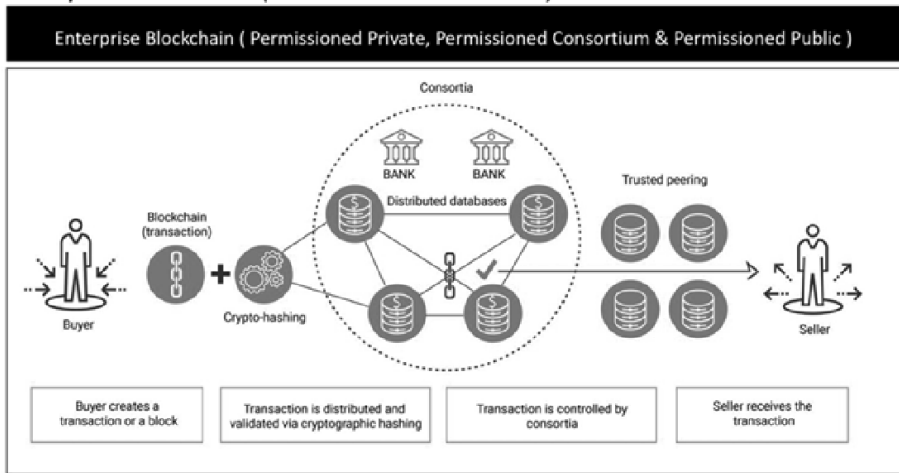 Enterprise Blockchain ( Permissioned Private, Permissioned Consortium & Permissioned Public )
Consortia
BANK
BANK
Distributed databases
Trusted peering
Blockchain
(transaction)
Crypto-hashing
Buyer
Seller
Buyer creates a
transaction or a block
Transaction is distributed and
validated via cryptographic hashing
Transaction is controlled by
consortia
Seller receives the
transaction